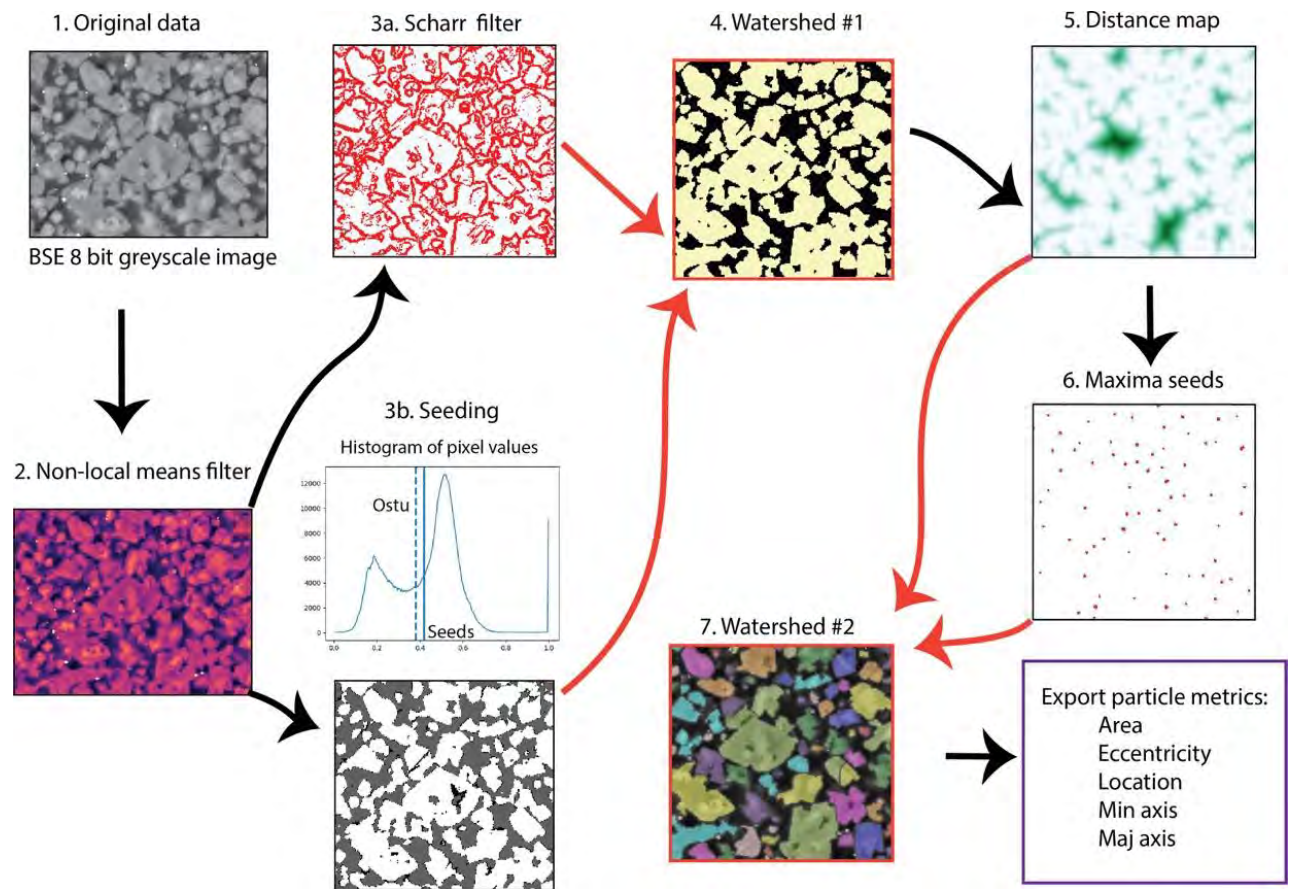 1. Original data
BSE 8 bit greyscale image
2. Non-local means filter
3a. Scharr filter
3b. Seeding
Histogram of pixel values
12000
10000
8000
6000
4000
2000
0
Ostu
Seeds
0.0 0.2 0.4 0.6 0.8 1.0
4. Watershed #1
5. Distance map
6. Maxima seeds
7. Watershed #2
Export particle metrics:
Area
Eccentricity
Location
Min axis
Maj axis